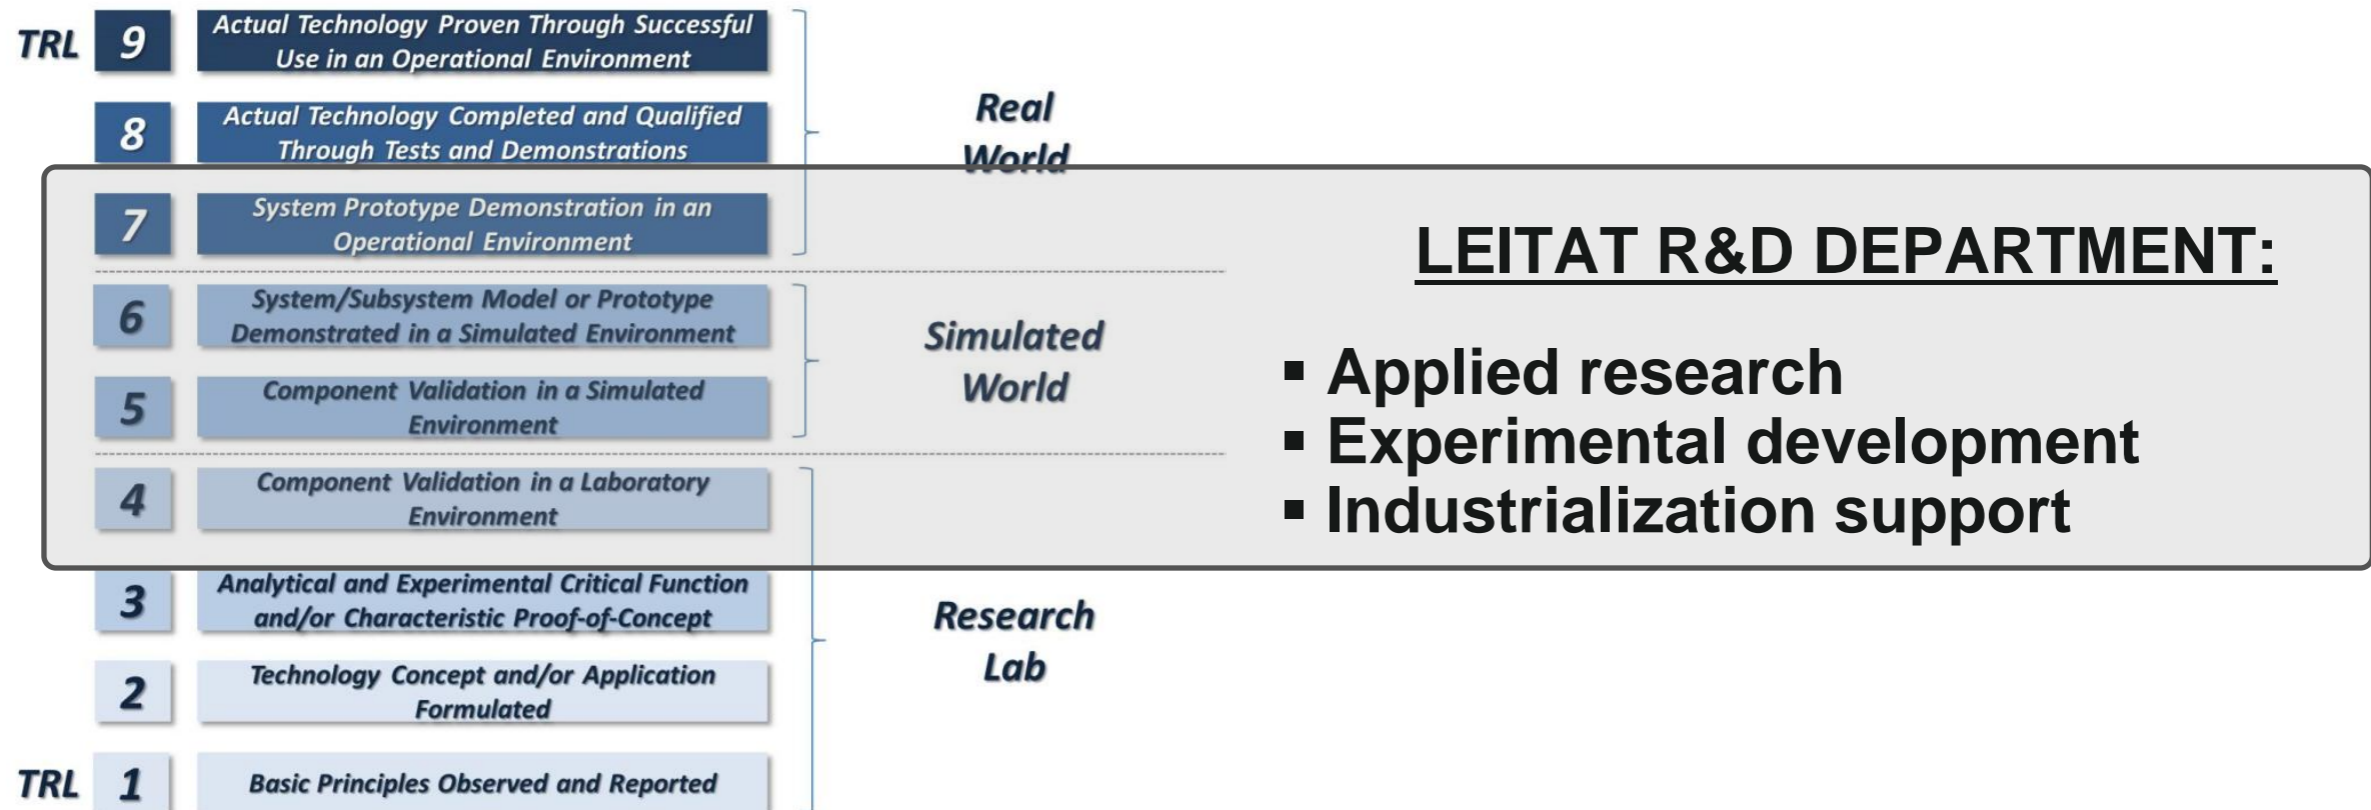 TRL 9 Actual Technology Proven Through Successful
Use in an Operational Environment
8 Actual Technology Completed and Qualified
Through Tests and Demonstrations
Real
World
7 System Prototype Demonstration in an
Operational Environment
6 System/Subsystem Model or Prototype
Demonstrated in a Simulated Environment
5 Component Validation in a Simulated
Environment
Simulated
World
4 Component Validation in a Laboratory
Environment
3 Analytical and Experimental Critical Function
and/or Characteristic Proof-of-Concept
2 Technology Concept and/or Application
Formulated
TRL 1 Basic Principles Observed and Reported
Research
Lab
LEITAT R&D DEPARTMENT:
▪ Applied research
▪ Experimental development
▪ Industrialization support